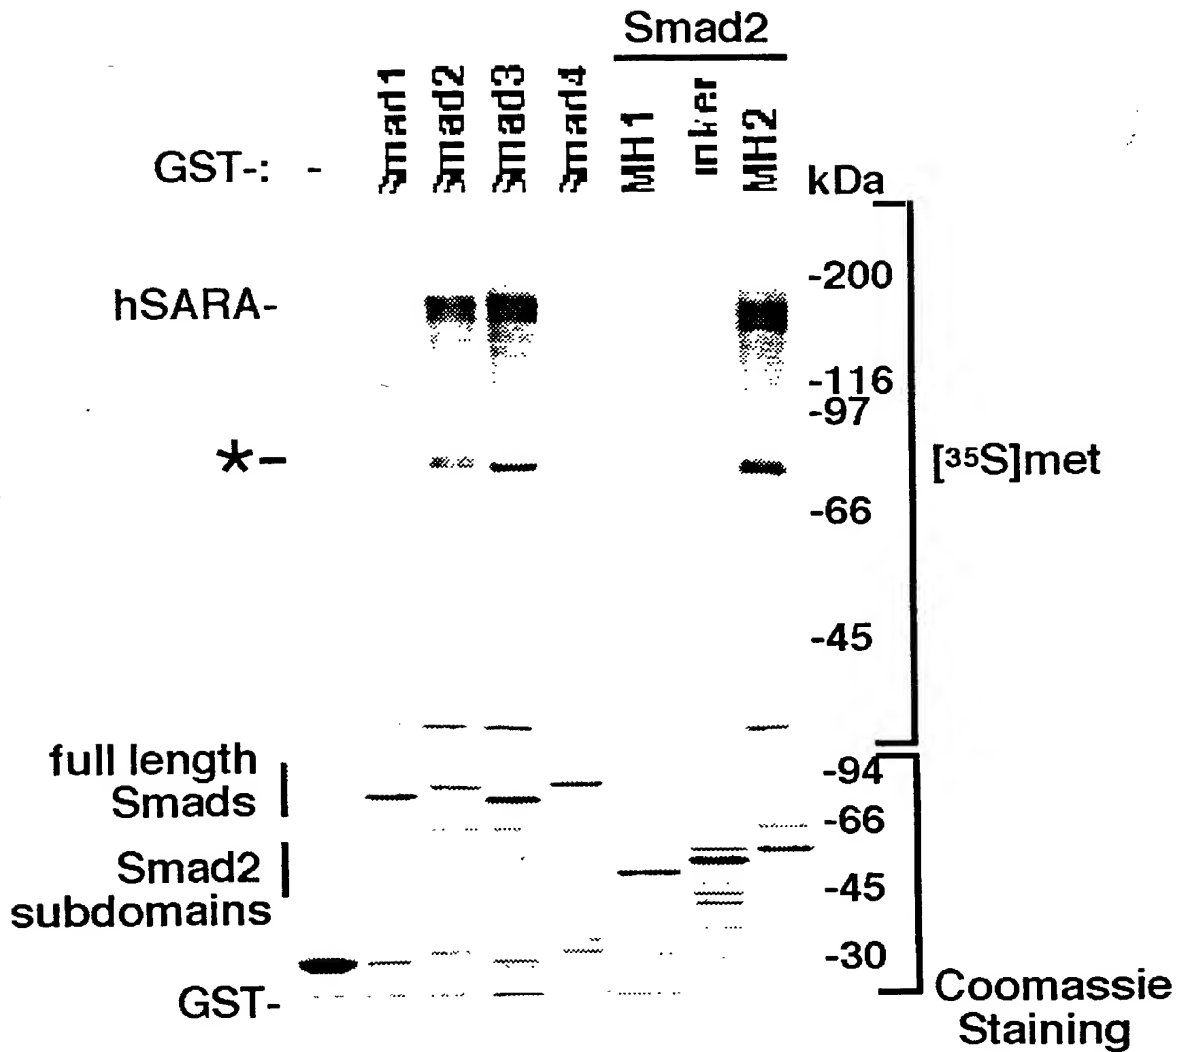 Smad2
GST-: - Smad1 Smad2 Smad3 Smad4 MH1 inker MH2 kDa
-200
hSARA-
-116
-97
*-
[³⁵S]met
-66
-45
full length
Smads
-94
-66
Smad2
subdomains
-45
-30
GST-
Coomassie
Staining